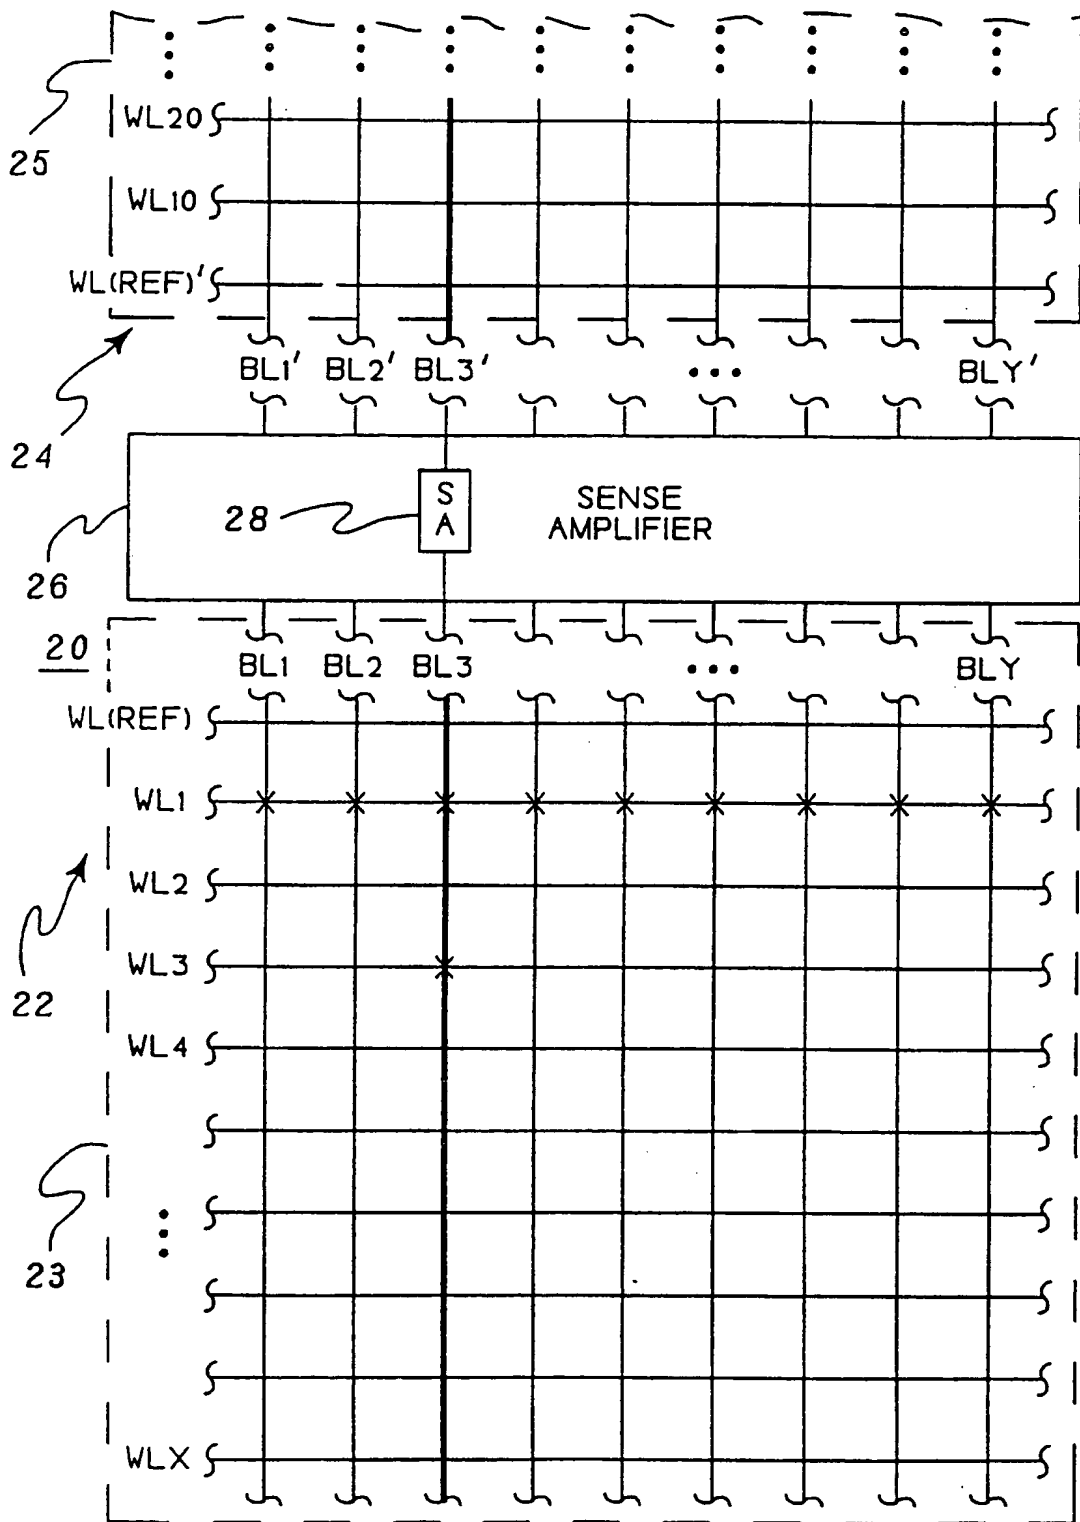 WL20
25
WL10
WL(REF)'
BL1' BL2' BL3' ... BLY'
24
S
A
SENSE
AMPLIFIER
28
26
20
BL1 BL2 BL3 ... BLY
WL(REF)
WL1
WL2
WL3
22
WL4
23
WLX